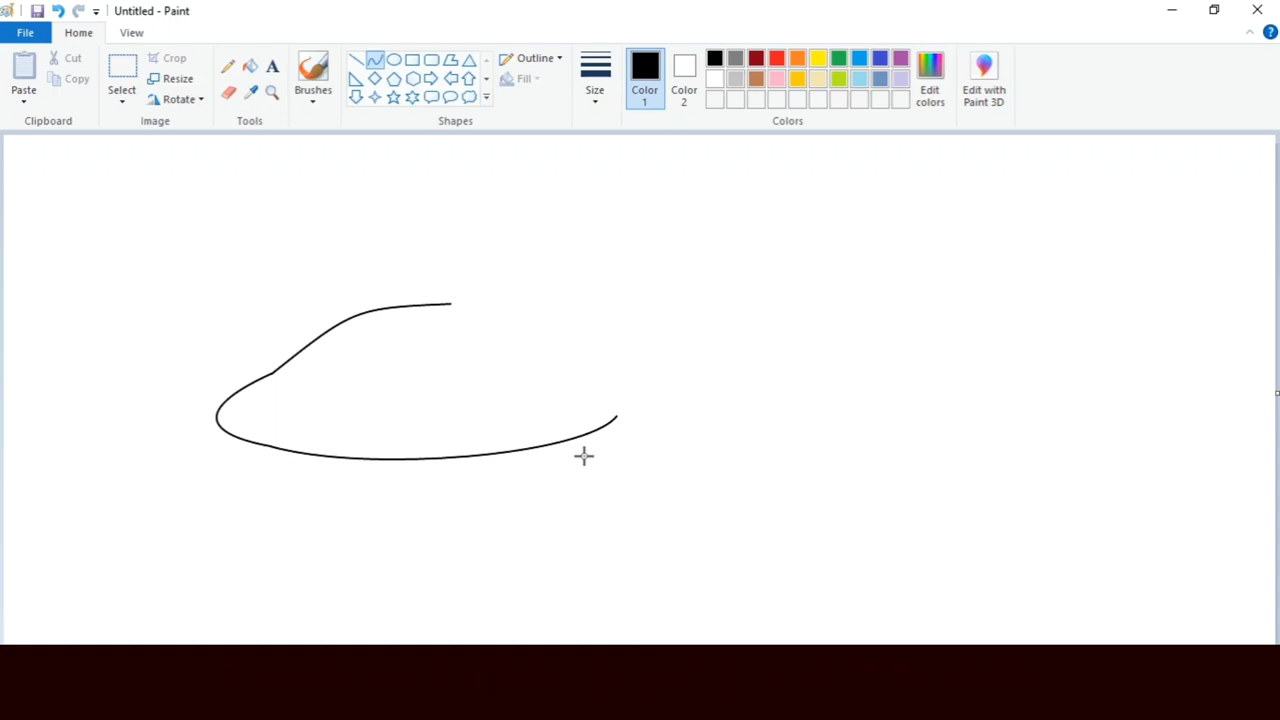 Untitled - Paint
File Home View
Paste
Cut
Copy
Clipboard
Select
Crop
Resize
Rotate
Image
A
Tools
Brushes
Outline
Fill
Shapes
Size
Color 1
Color 2
Edit colors
Colors
Edit with Paint 3D
?